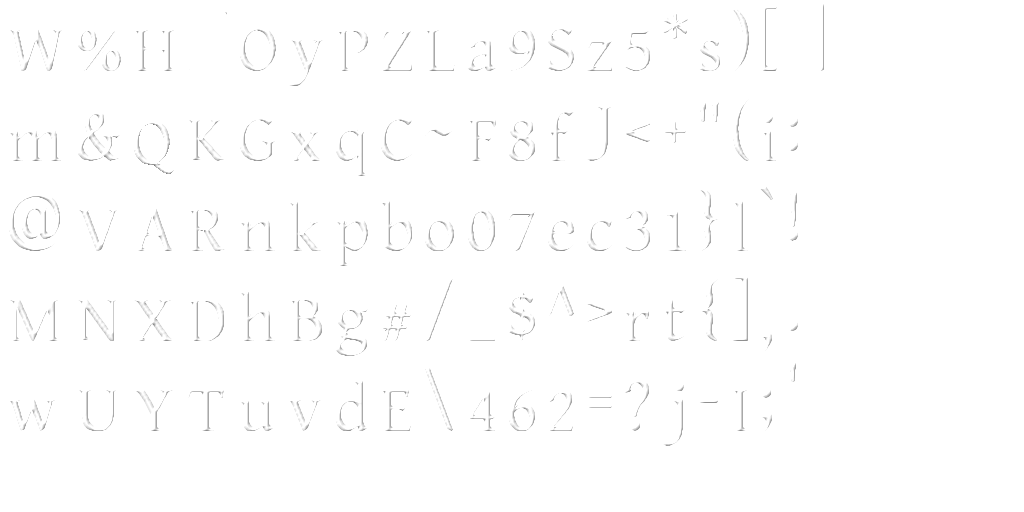 W%H OyPZLa9Sz5*s)[|
m&QKGxqC~F8fJ<+"(i:
@VARnkpbo07ec31}l`!
MNXDhBg#/_$^>rt{],.
wUYTuvdE\462=?j-I;'